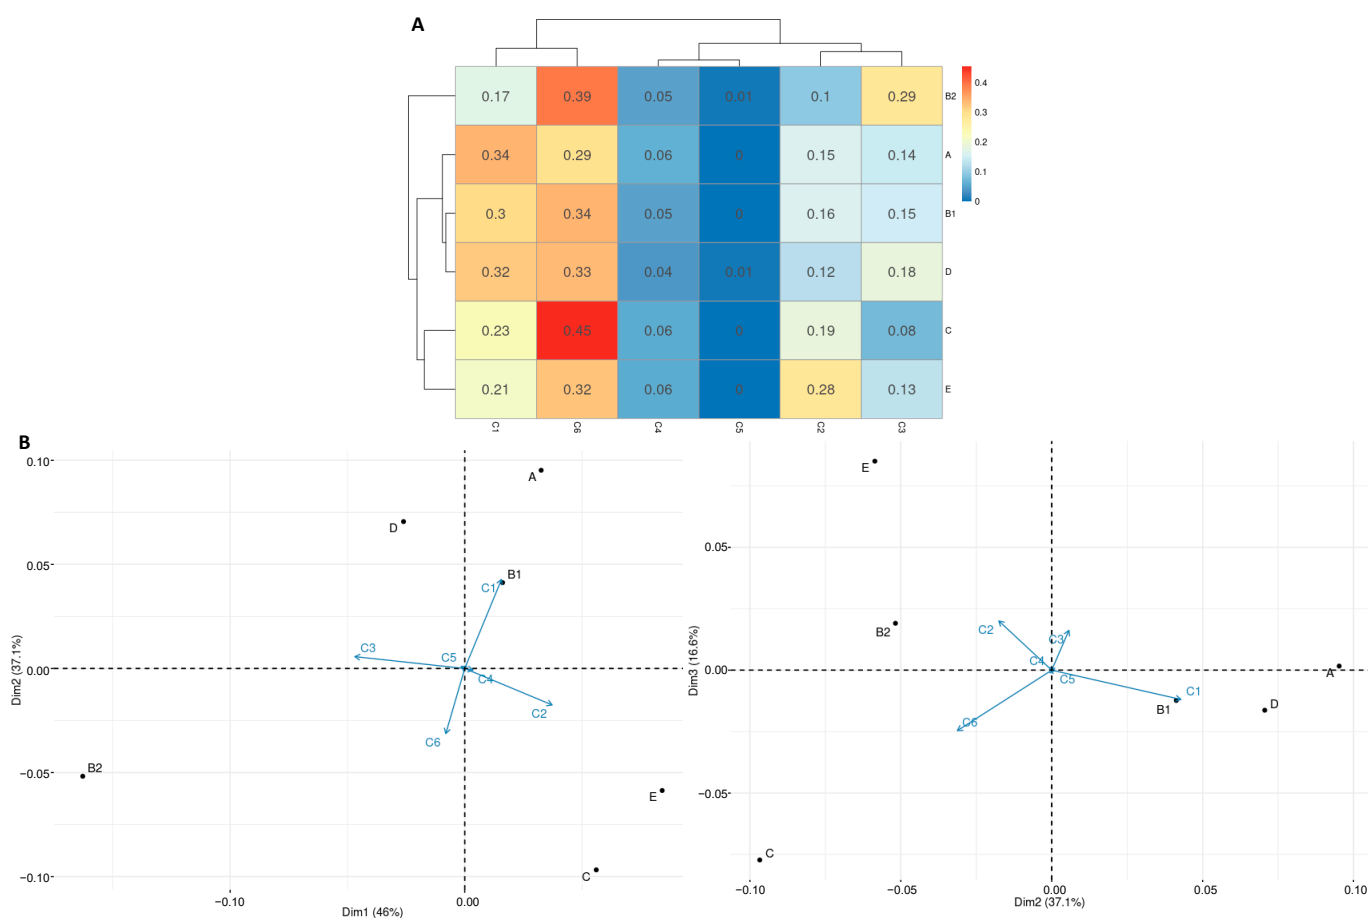 A
0.17 0.39 0.05 0.01 0.1 0.29 B2
0.34 0.29 0.06 0 0.15 0.14 A
0.3 0.34 0.05 0 0.16 0.15 B1
0.32 0.33 0.04 0.01 0.12 0.18 D
0.23 0.45 0.06 0 0.19 0.08 C
0.21 0.32 0.06 0 0.28 0.13 E
C1 C6 C4 C5 C2 C3
0.4
0.3
0.2
0.1
0
B
0.10
0.05
0.00
−0.05
−0.10
Dim2 (37.1%)
A
D
B1
C1
C3
C5
C4
C2
C6
B2
E
C
−0.10 0.00
Dim1 (46%)
0.05
0.00
−0.05
Dim3 (16.6%)
E
B2
C2
C3
C4
C5
C1
A
D
B1
C6
C
−0.10 −0.05 0.00 0.05 0.10
Dim2 (37.1%)